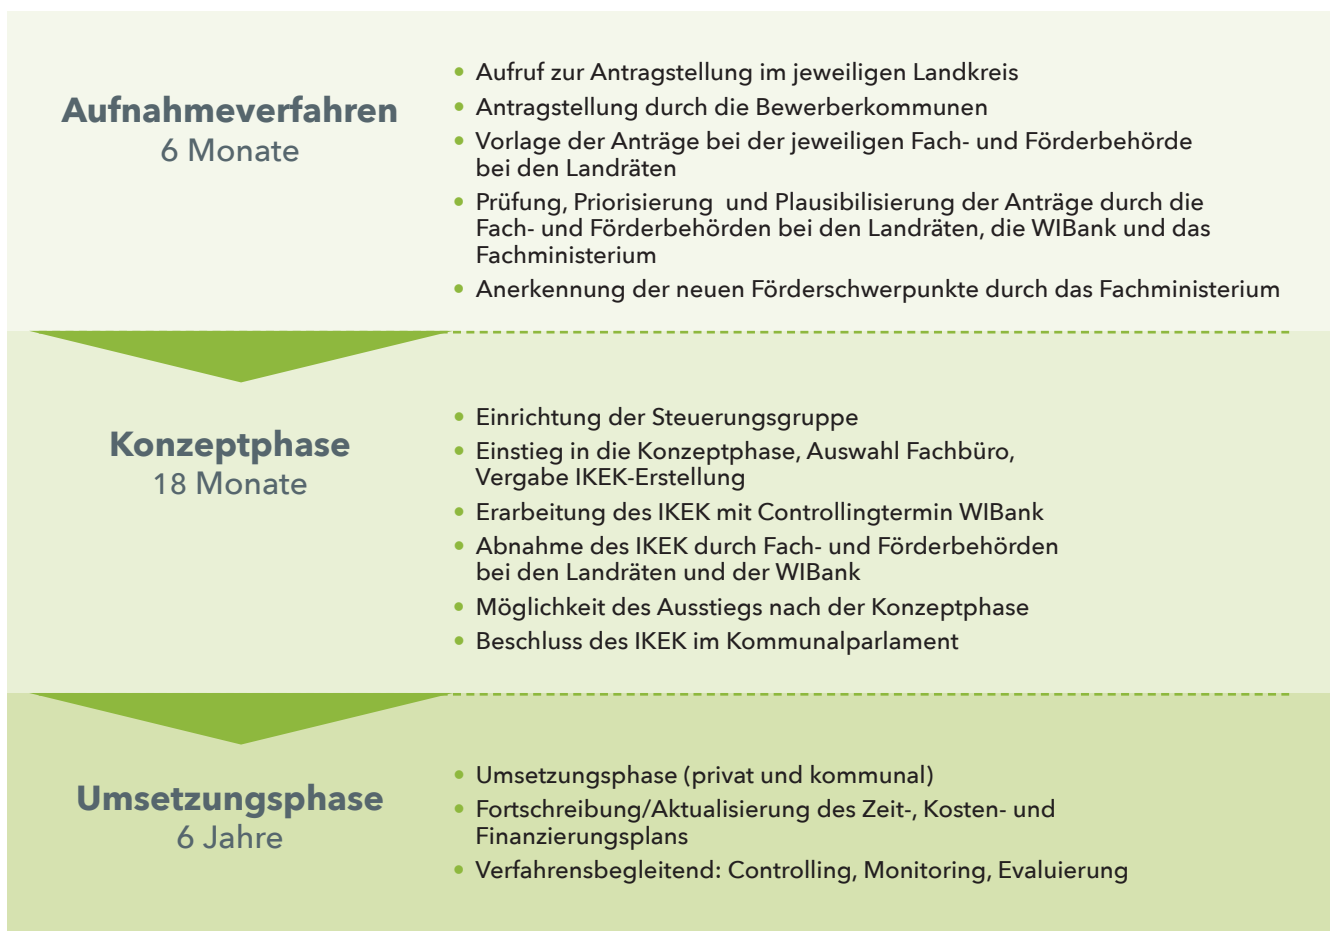 Aufnahmeverfahren
6 Monate
• Aufruf zur Antragstellung im jeweiligen Landkreis
• Antragstellung durch die Bewerberkommunen
• Vorlage der Anträge bei der jeweiligen Fach- und Förderbehörde
bei den Landräten
• Prüfung, Priorisierung und Plausibilisierung der Anträge durch die
Fach- und Förderbehörden bei den Landräten, die WIBank und das
Fachministerium
• Anerkennung der neuen Förderschwerpunkte durch das Fachministerium
Konzeptphase
18 Monate
• Einrichtung der Steuerungsgruppe
• Einstieg in die Konzeptphase, Auswahl Fachbüro,
Vergabe IKEK-Erstellung
• Erarbeitung des IKEK mit Controllingtermin WIBank
• Abnahme des IKEK durch Fach- und Förderbehörden
bei den Landräten und der WIBank
• Möglichkeit des Ausstiegs nach der Konzeptphase
• Beschluss des IKEK im Kommunalparlament
Umsetzungsphase
6 Jahre
• Umsetzungsphase (privat und kommunal)
• Fortschreibung/Aktualisierung des Zeit-, Kosten- und
Finanzierungsplans
• Verfahrensbegleitend: Controlling, Monitoring, Evaluierung